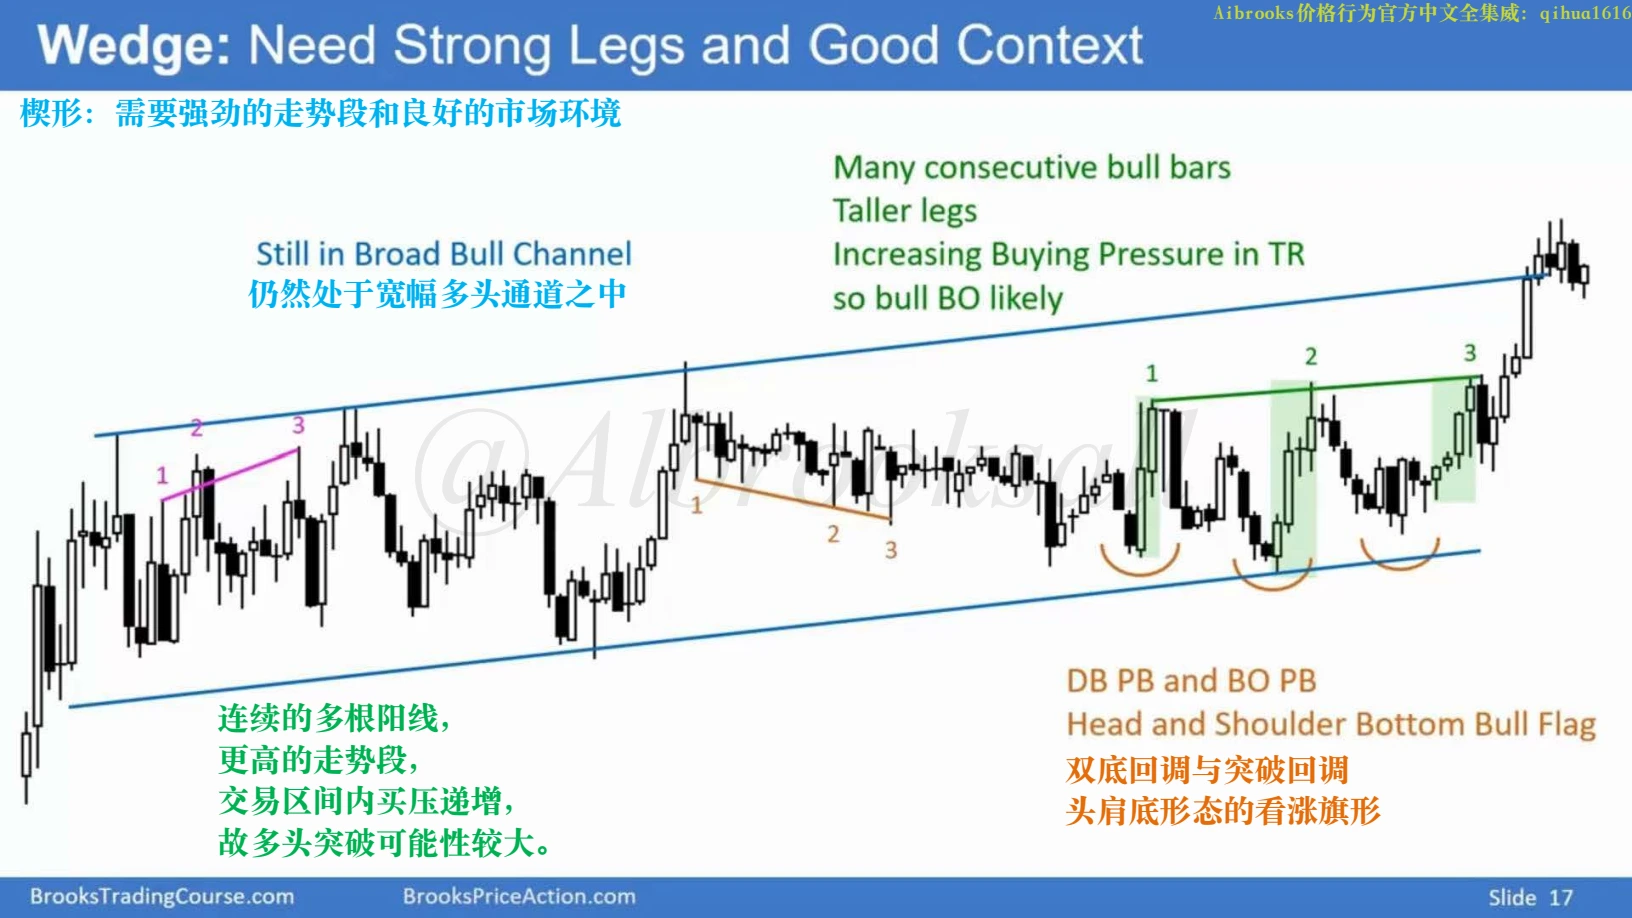 Aibrooks价格行为官方中文全集威：qihua1616
Wedge: Need Strong Legs and Good Context
楔形：需要强劲的走势段和良好的市场环境
Many consecutive bull bars
Taller legs
Increasing Buying Pressure in TR
so bull BO likely
Still in Broad Bull Channel
仍然处于宽幅多头通道之中
1
2
3
1
2
3
1
2
3
@Albrooksall
DB PB and BO PB
Head and Shoulder Bottom Bull Flag
双底回调与突破回调
头肩底形态的看涨旗形
连续的多根阳线，
更高的走势段，
交易区间内买压递增，
故多头突破可能性较大。
BrooksTradingCourse.com
BrooksPriceAction.com
Slide 17